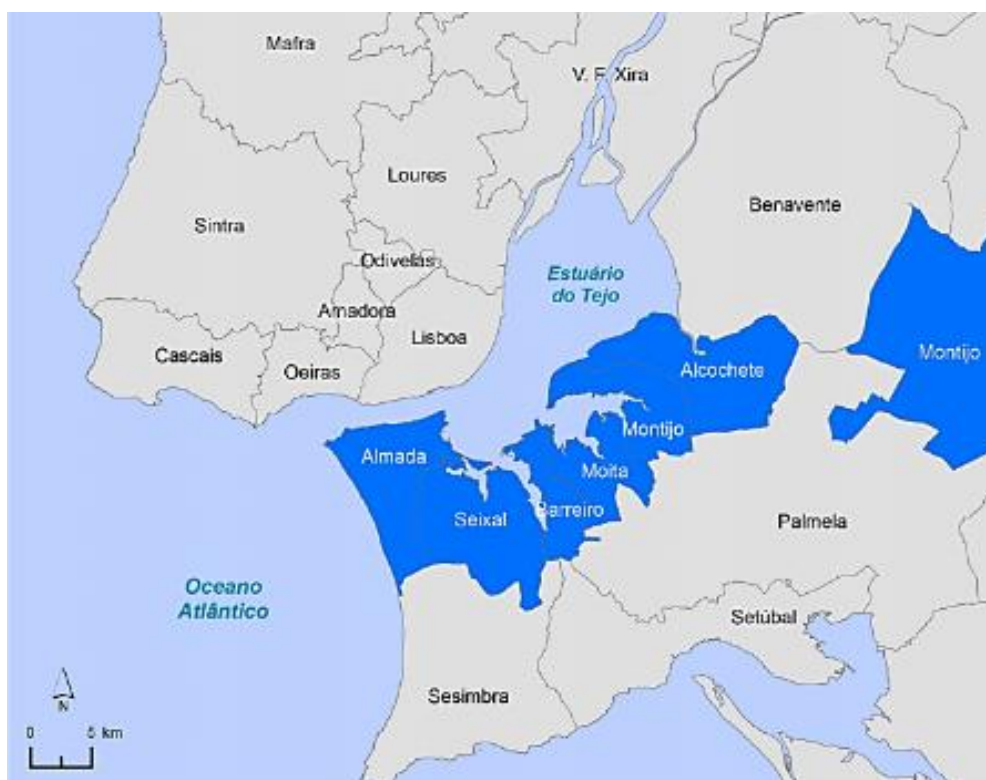 Mafra
V. F. Xira
Loures
Benavente
Sintra
Odivelas
Estuário
do Tejo
Amadora
Lisboa
Cascais
Oeiras
Alcochete
Montijo
Montijo
Almada
Moita
Seixal
Barreiro
Palmela
Oceano
Atlântico
Setúbal
Sesimbra
N
0 5 km